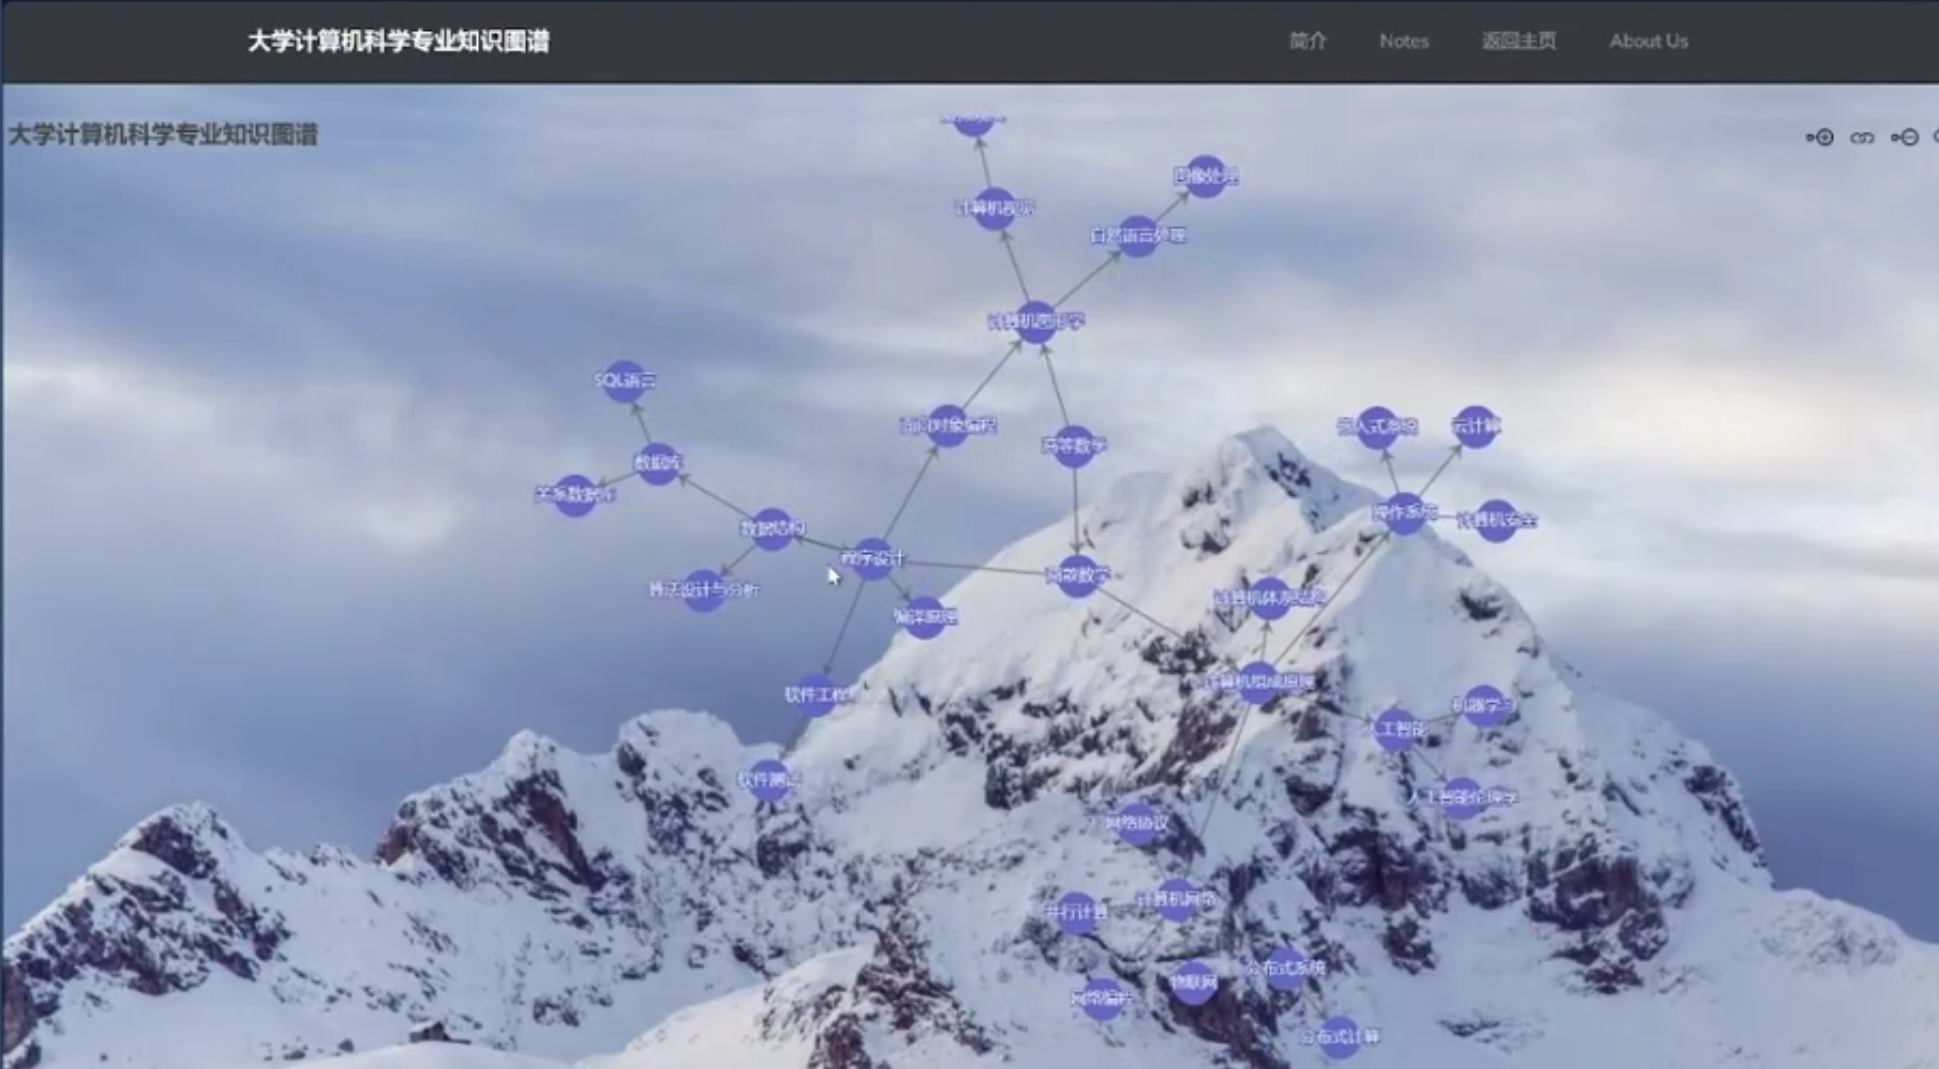 大学计算机科学专业知识图谱
简介
Notes
返回主页
About Us
大学计算机科学专业知识图谱
图像处理
计算机视觉
自然语言处理
计算机图形学
SQL语言
面向对象编程
高等数学
嵌入式系统
云计算
数据库
关系数据库
操作系统
计算机安全
数据结构
程序设计
离散数学
算法设计与分析
计算机体系结构
编译原理
计算机组成原理
软件工程
机器学习
人工智能
软件测试
人工智能伦理学
网络协议
并行计算
计算机网络
分布式系统
物联网
网络编程
分布式计算